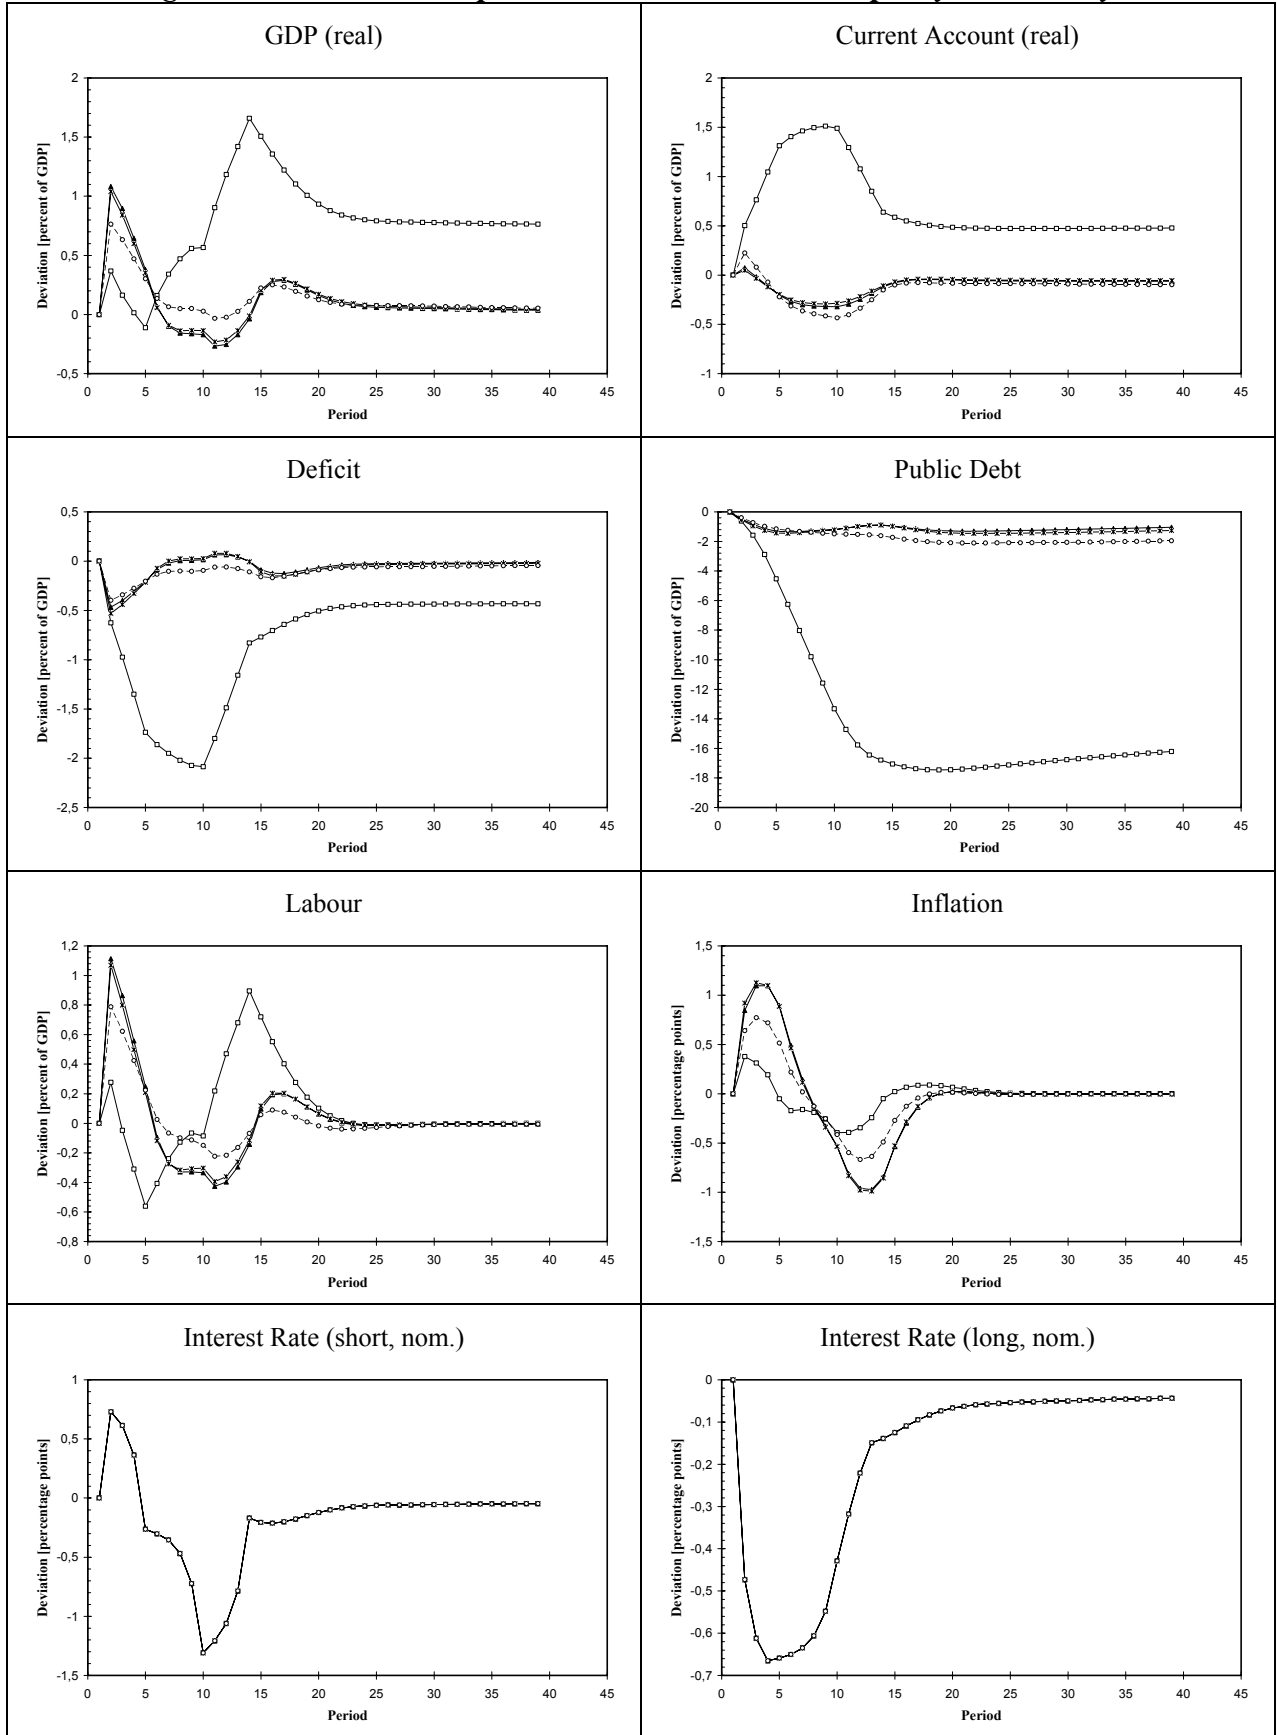 GDP (real)
2
1,5
1
0,5
0
-0,5
0 5 10 15 20 25 30 35 40 45
Deviation [percent of GDP]
Period
Current Account (real)
2
1,5
1
0,5
0
-0,5
-1
0 5 10 15 20 25 30 35 40 45
Deviation [percent of GDP]
Period
Deficit
0,5
0
-0,5
-1
-1,5
-2
-2,5
0 5 10 15 20 25 30 35 40 45
Deviation [percent of GDP]
Period
Public Debt
0
-2
-4
-6
-8
-10
-12
-14
-16
-18
-20
0 5 10 15 20 25 30 35 40 45
Deviation [percent of GDP]
Period
Labour
1,2
1
0,8
0,6
0,4
0,2
0
-0,2
-0,4
-0,6
-0,8
0 5 10 15 20 25 30 35 40 45
Deviation [percent of GDP]
Period
Inflation
1,5
1
0,5
0
-0,5
-1
-1,5
0 5 10 15 20 25 30 35 40 45
Deviation [percentage points]
Period
Interest Rate (short, nom.)
1
0,5
0
-0,5
-1
-1,5
0 5 10 15 20 25 30 35 40 45
Deviation [percentage points]
Period
Interest Rate (long, nom.)
0
-0,1
-0,2
-0,3
-0,4
-0,5
-0,6
-0,7
0 5 10 15 20 25 30 35 40 45
Deviation [percentage points]
Period